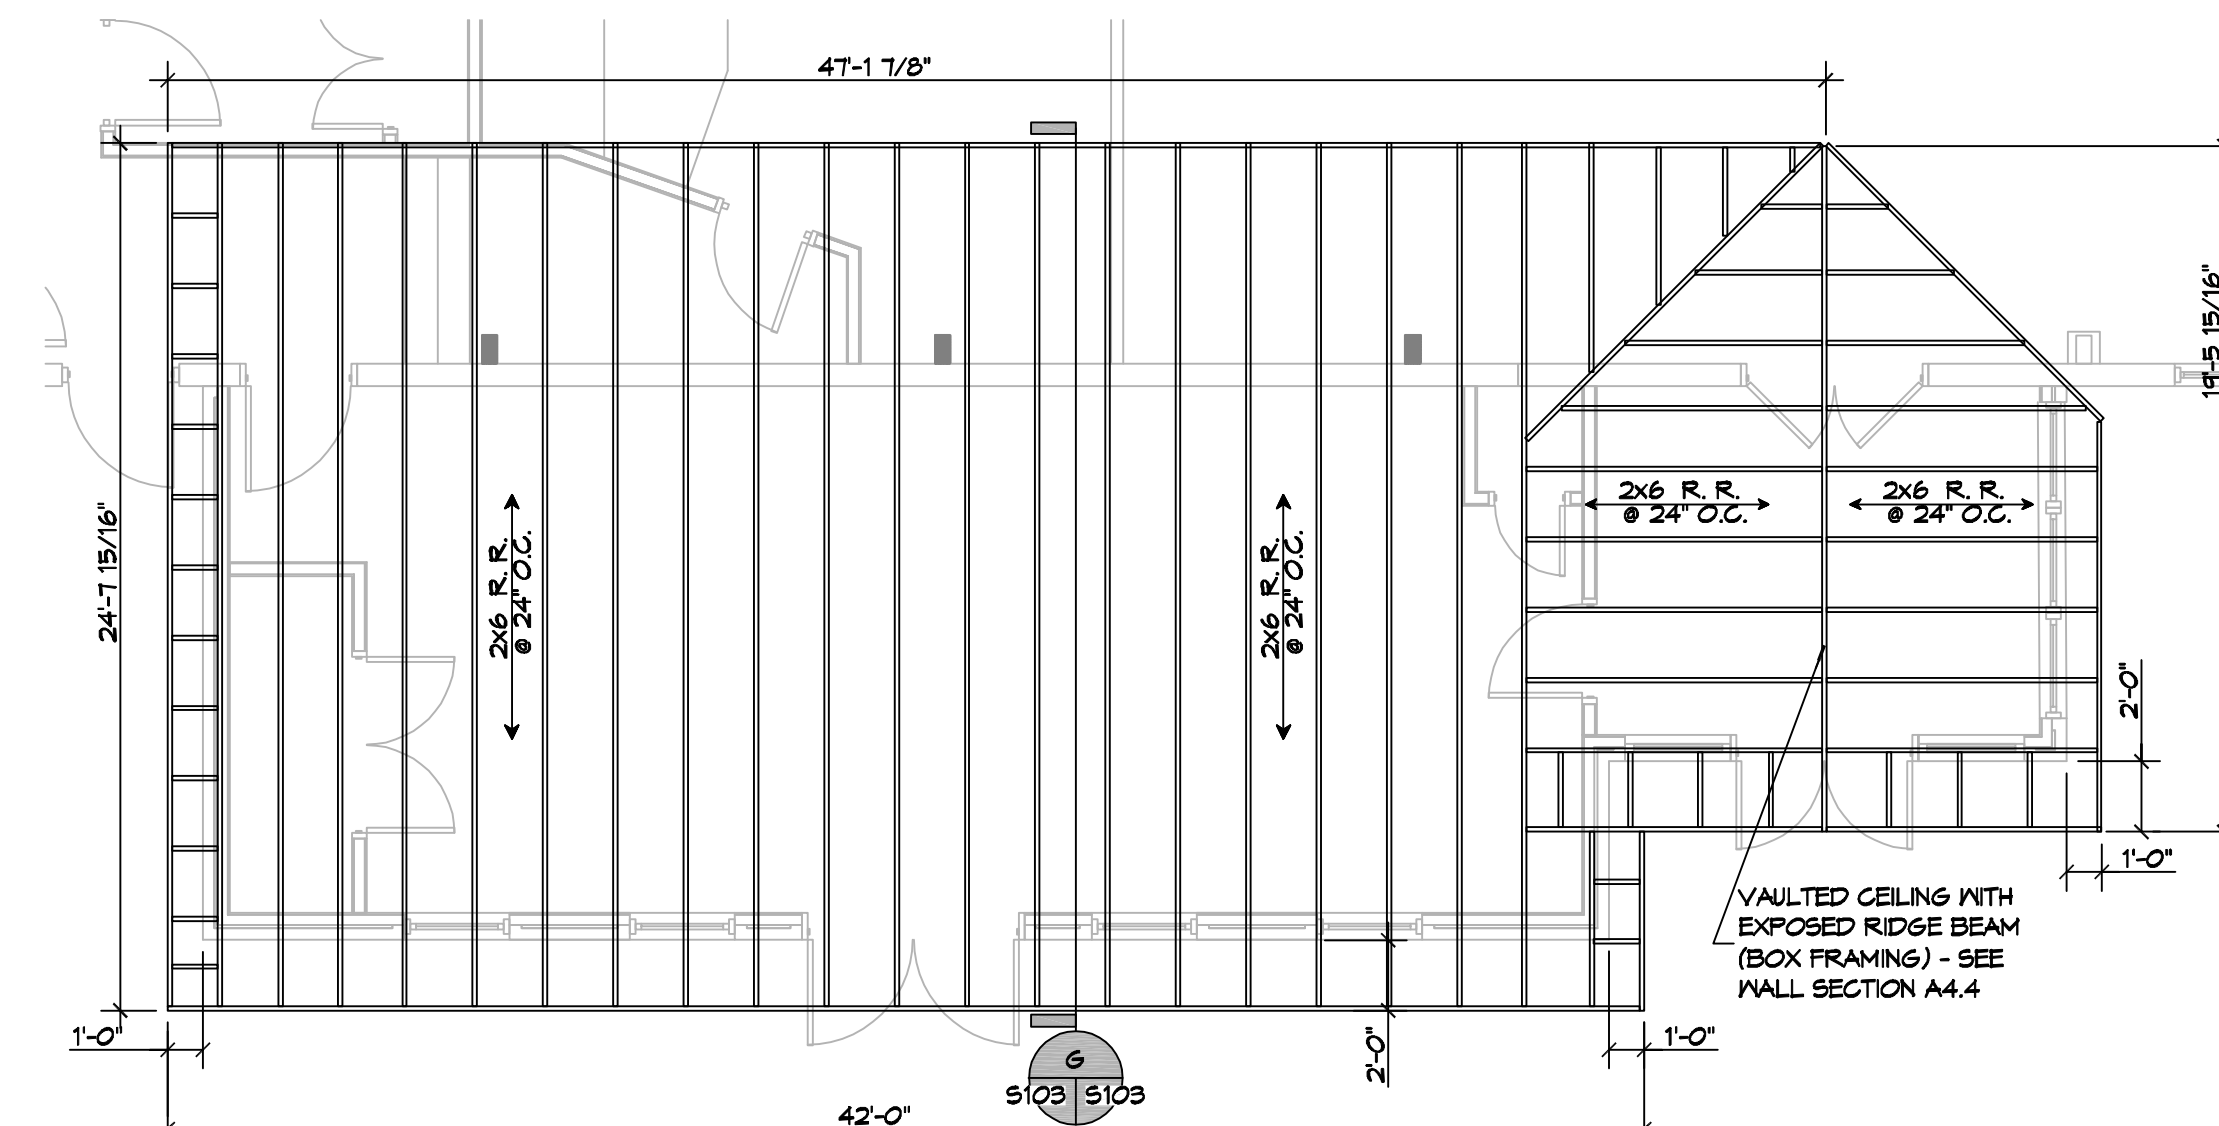 47'-1 7/8"
19'-5 15/16"
24'-7 15/16"
2x6 R. R.
@ 24" O.C.
2x6 R. R.
@ 24" O.C.
2x6 R. R.
@ 24" O.C.
2x6 R. R.
@ 24" O.C.
2'-0"
1'-0"
VAULTED CEILING WITH
EXPOSED RIDGE BEAM
(BOX FRAMING) - SEE
WALL SECTION A4.4
1'-0"
2'-0"
1'-0"
G
S103 S103
42'-0"